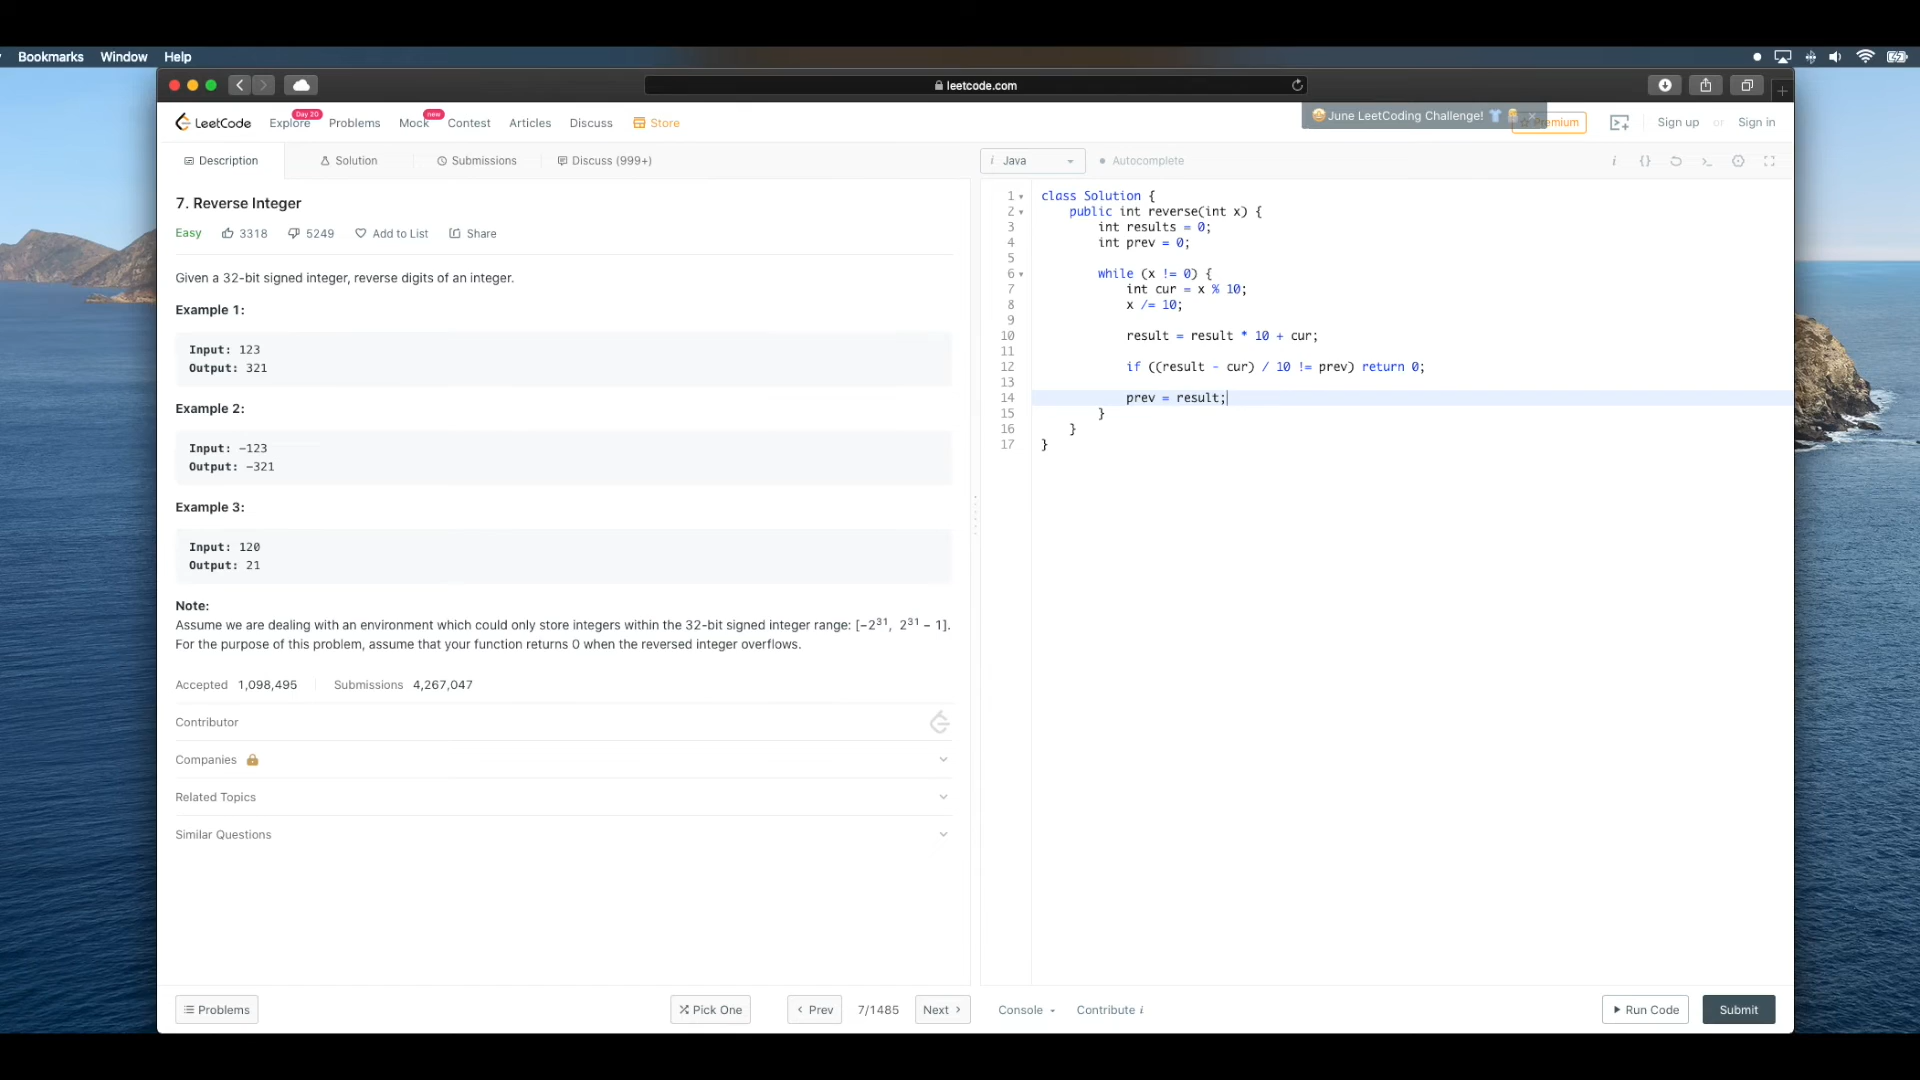 Bookmarks Window Help
leetcode.com
LeetCode Explore Day 20 Problems Mock new Contest Articles Discuss Store
June LeetCoding Challenge! Premium Sign up or Sign in
Description Solution Submissions Discuss (999+)
i Java Autocomplete
7. Reverse Integer
Easy 3318 5249 Add to List Share
Given a 32-bit signed integer, reverse digits of an integer.
Example 1:
Input: 123
Output: 321
Example 2:
Input: -123
Output: -321
Example 3:
Input: 120
Output: 21
Note:
Assume we are dealing with an environment which could only store integers within the 32-bit signed integer range: [−2³¹, 2³¹ − 1].
For the purpose of this problem, assume that your function returns 0 when the reversed integer overflows.
Accepted 1,098,495 Submissions 4,267,047
Contributor
Companies
Related Topics
Similar Questions
1 class Solution {
2 public int reverse(int x) {
3 int results = 0;
4 int prev = 0;
5
6 while (x != 0) {
7 int cur = x % 10;
8 x /= 10;
9
10 result = result * 10 + cur;
11
12 if ((result - cur) / 10 != prev) return 0;
13
14 prev = result;
15 }
16 }
17 }
Problems Pick One < Prev 7/1485 Next > Console Contribute i Run Code Submit